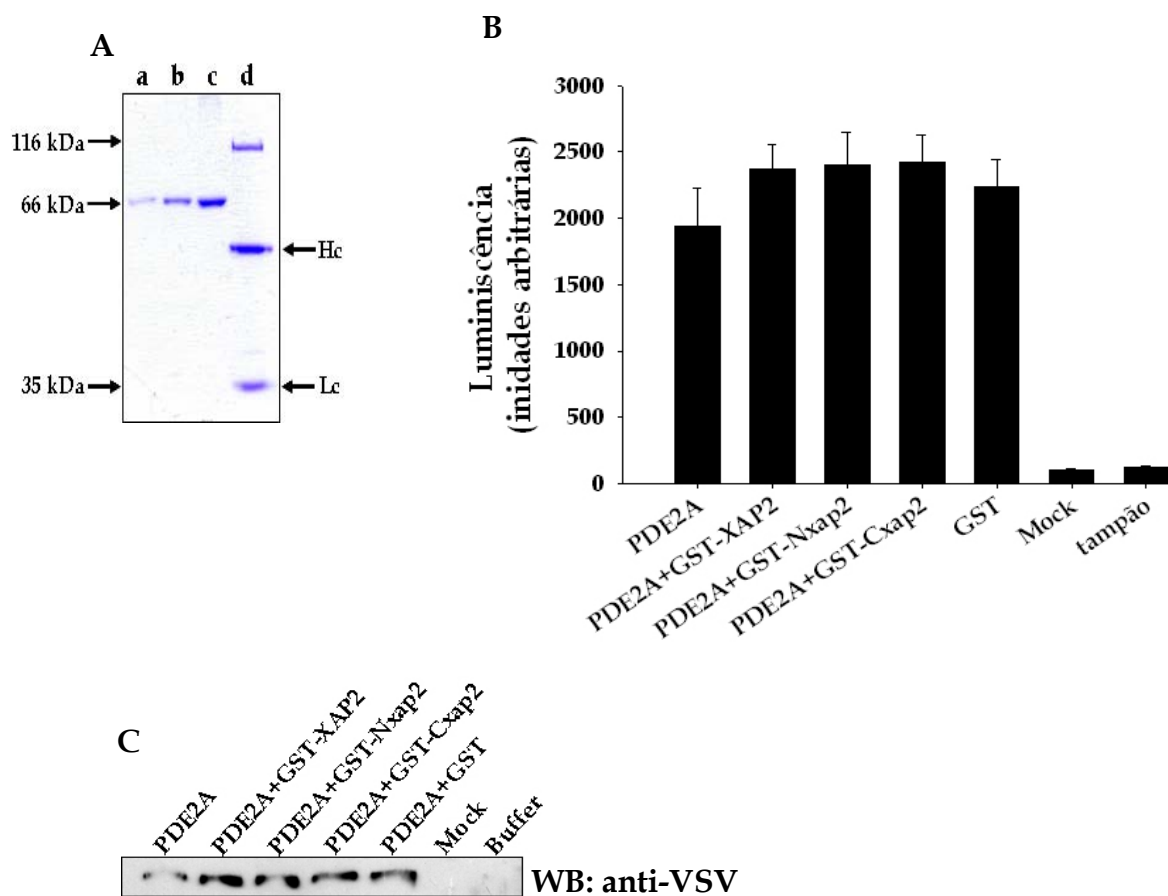 A
a b c d
116 kDa
66 kDa
35 kDa
Hc
Lc
B
Luminiscência
(inidades arbitrárias)
3000
2500
2000
1500
1000
500
0
PDE2A
PDE2A+GST-XAP2
PDE2A+GST-Nxap2
PDE2A+GST-Cxap2
GST
Mock
tampão
C
PDE2A
PDE2A+GST-XAP2
PDE2A+GST-Nxap2
PDE2A+GST-Cxap2
PDE2A+GST
Mock
Buffer
WB: anti-VSV